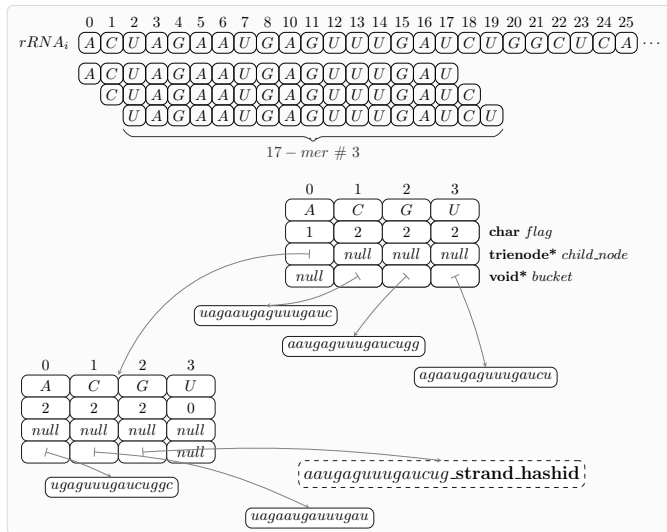 0 1 2 3 4 5 6 7 8 10 11 12 13 14 15 16 17 18 19 20 21 22 23 24 25
rRNA_i A C U A G A A U G A G U U U G A U C U G G C U C A ···
A C U A G A A U G A G U U U G A U
C U A G A A U G A G U U U G A U C
U A G A A U G A G U U U G A U C U
17 − mer # 3
0 1 2 3
A C G U
1 2 2 2 char flag
null null null trienode* child_node
null void* bucket
uagaaugaguuugauc
aaugaguuugaucugg
agaaugaguuugaucu
0 1 2 3
A C G U
2 2 2 0
null null null null
null
aaugaguuugaucug_strand_hashid
ugaguuugaucuggc
uagaaugauuugau